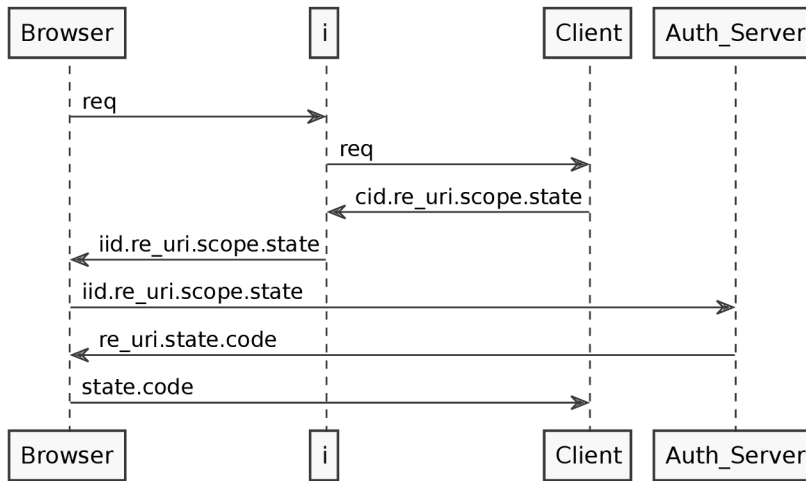 Browser i Client Auth_Server
req
req
cid.re_uri.scope.state
iid.re_uri.scope.state
iid.re_uri.scope.state
re_uri.state.code
state.code
Browser i Client Auth_Server